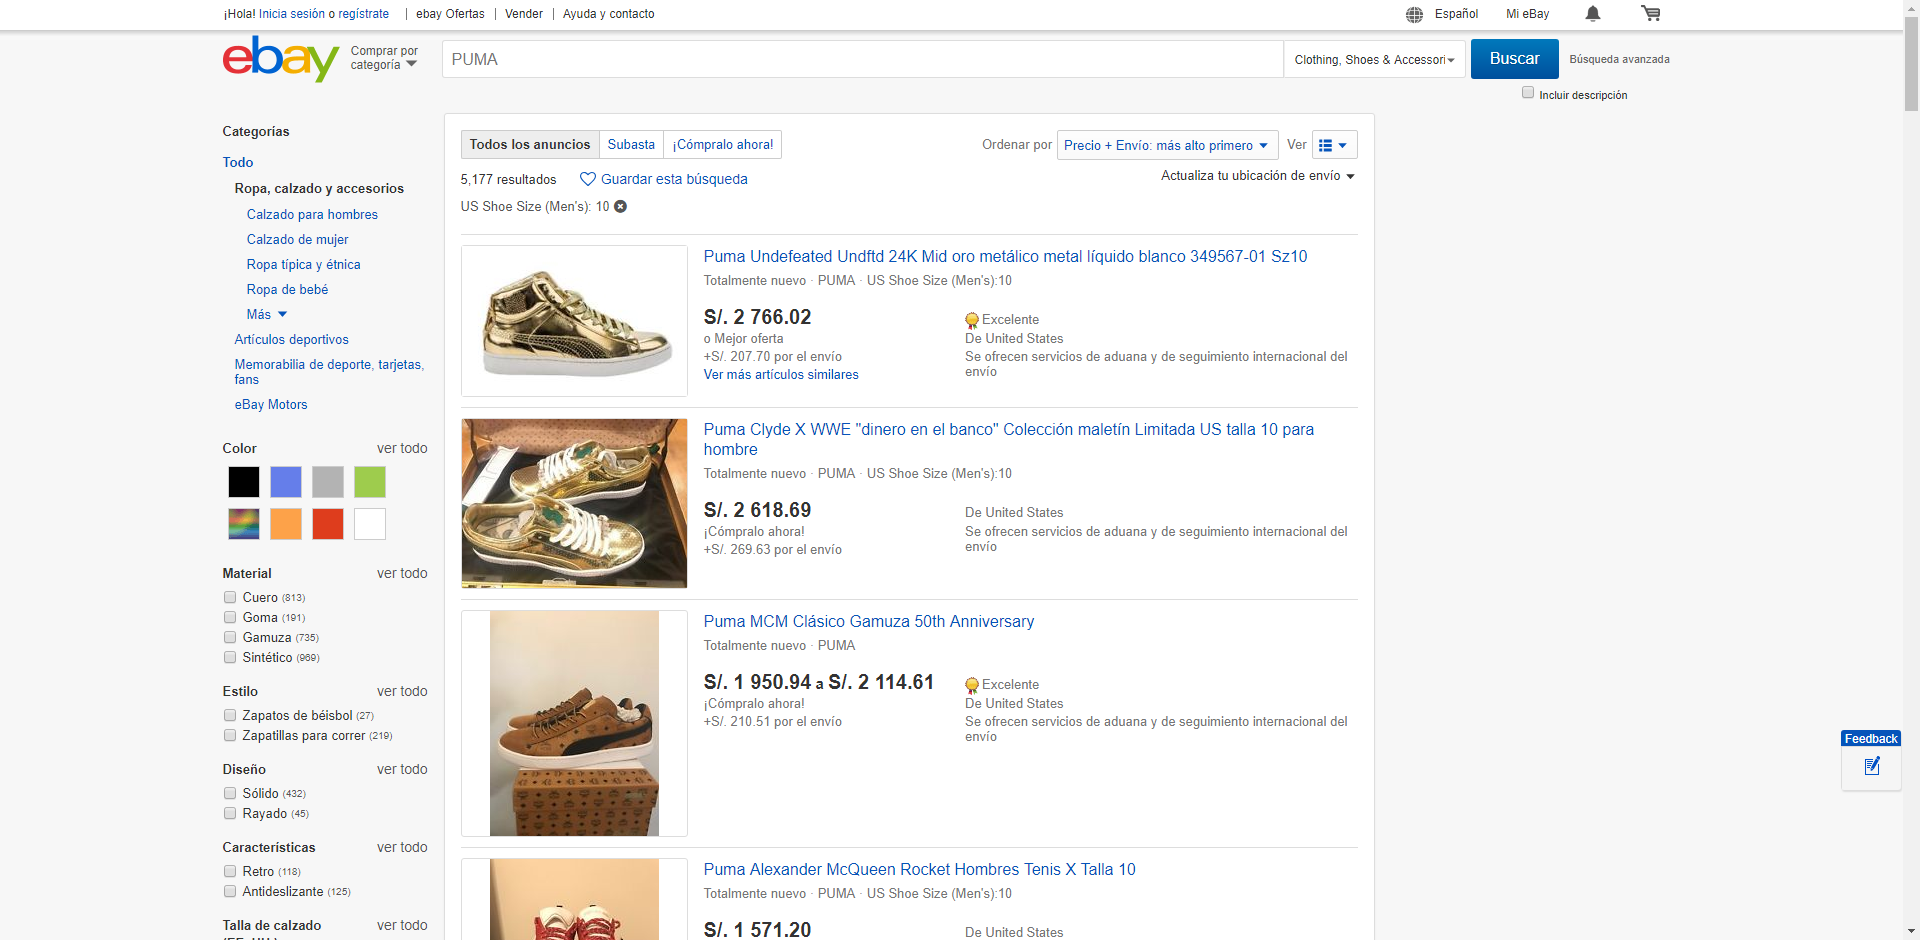 ¡Hola! Inicia sesión o regístrate | ebay Ofertas | Vender | Ayuda y contacto
Español Mi eBay
ebay
Comprar por
categoría
PUMA
Clothing, Shoes & Accessori
Buscar
Búsqueda avanzada
Incluir descripción
Categorías
Todo
Ropa, calzado y accesorios
Calzado para hombres
Calzado de mujer
Ropa típica y étnica
Ropa de bebé
Más
Artículos deportivos
Memorabilia de deporte, tarjetas,
fans
eBay Motors
Color ver todo
Material ver todo
Cuero (813)
Goma (191)
Gamuza (735)
Sintético (969)
Estilo ver todo
Zapatos de béisbol (27)
Zapatillas para correr (219)
Diseño ver todo
Sólido (432)
Rayado (45)
Características ver todo
Retro (118)
Antideslizante (125)
Talla de calzado ver todo
Todos los anuncios Subasta ¡Cómpralo ahora!
Ordenar por Precio + Envío: más alto primero Ver
5,177 resultados Guardar esta búsqueda
Actualiza tu ubicación de envío
US Shoe Size (Men's): 10
Puma Undefeated Undftd 24K Mid oro metálico metal líquido blanco 349567-01 Sz10
Totalmente nuevo · PUMA · US Shoe Size (Men's):10
S/. 2 766.02
o Mejor oferta
+S/. 207.70 por el envío
Ver más artículos similares
Excelente
De United States
Se ofrecen servicios de aduana y de seguimiento internacional del
envío
Puma Clyde X WWE "dinero en el banco" Colección maletín Limitada US talla 10 para
hombre
Totalmente nuevo · PUMA · US Shoe Size (Men's):10
S/. 2 618.69
¡Cómpralo ahora!
+S/. 269.63 por el envío
De United States
Se ofrecen servicios de aduana y de seguimiento internacional del
envío
Puma MCM Clásico Gamuza 50th Anniversary
Totalmente nuevo · PUMA
S/. 1 950.94 a S/. 2 114.61
¡Cómpralo ahora!
+S/. 210.51 por el envío
Excelente
De United States
Se ofrecen servicios de aduana y de seguimiento internacional del
envío
Puma Alexander McQueen Rocket Hombres Tenis X Talla 10
Totalmente nuevo · PUMA · US Shoe Size (Men's):10
S/. 1 571.20
De United States
Feedback